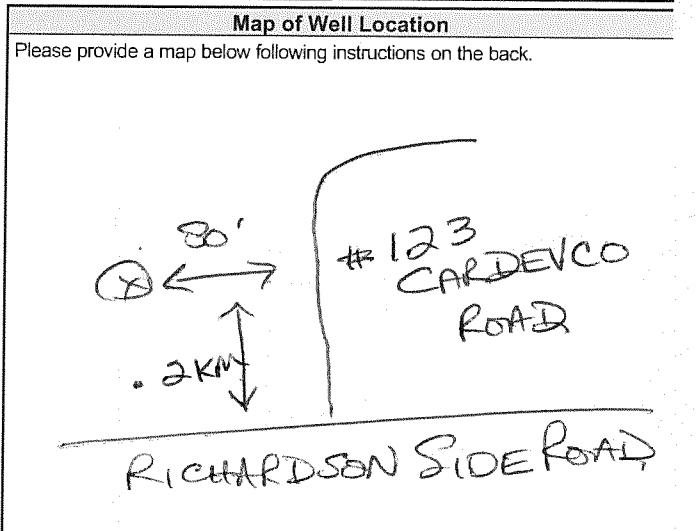 Map of Well Location
Please provide a map below following instructions on the back.
80'
# 123
CARDEVCO
ROAD
. 2KM
RICHARDSON SIDE ROAD